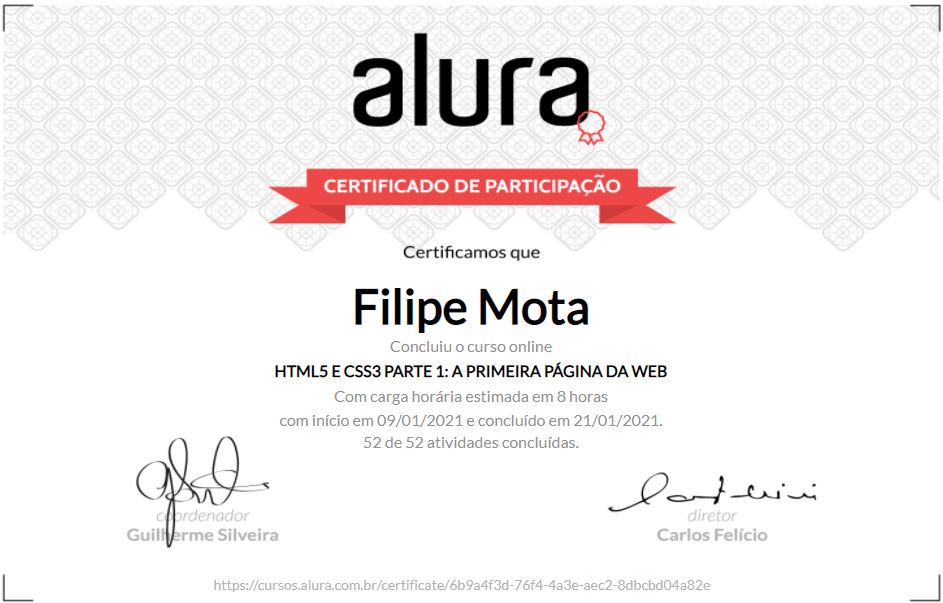 alura
CERTIFICADO DE PARTICIPAÇÃO
Certificamos que
Filipe Mota
Concluiu o curso online
HTML5 E CSS3 PARTE 1: A PRIMEIRA PÁGINA DA WEB
Com carga horária estimada em 8 horas
com início em 09/01/2021 e concluído em 21/01/2021.
52 de 52 atividades concluídas.
coordenador
Guilherme Silveira
diretor
Carlos Felício
https://cursos.alura.com.br/certificate/6b9a4f3d-76f4-4a3e-aec2-8dbcbd04a82e